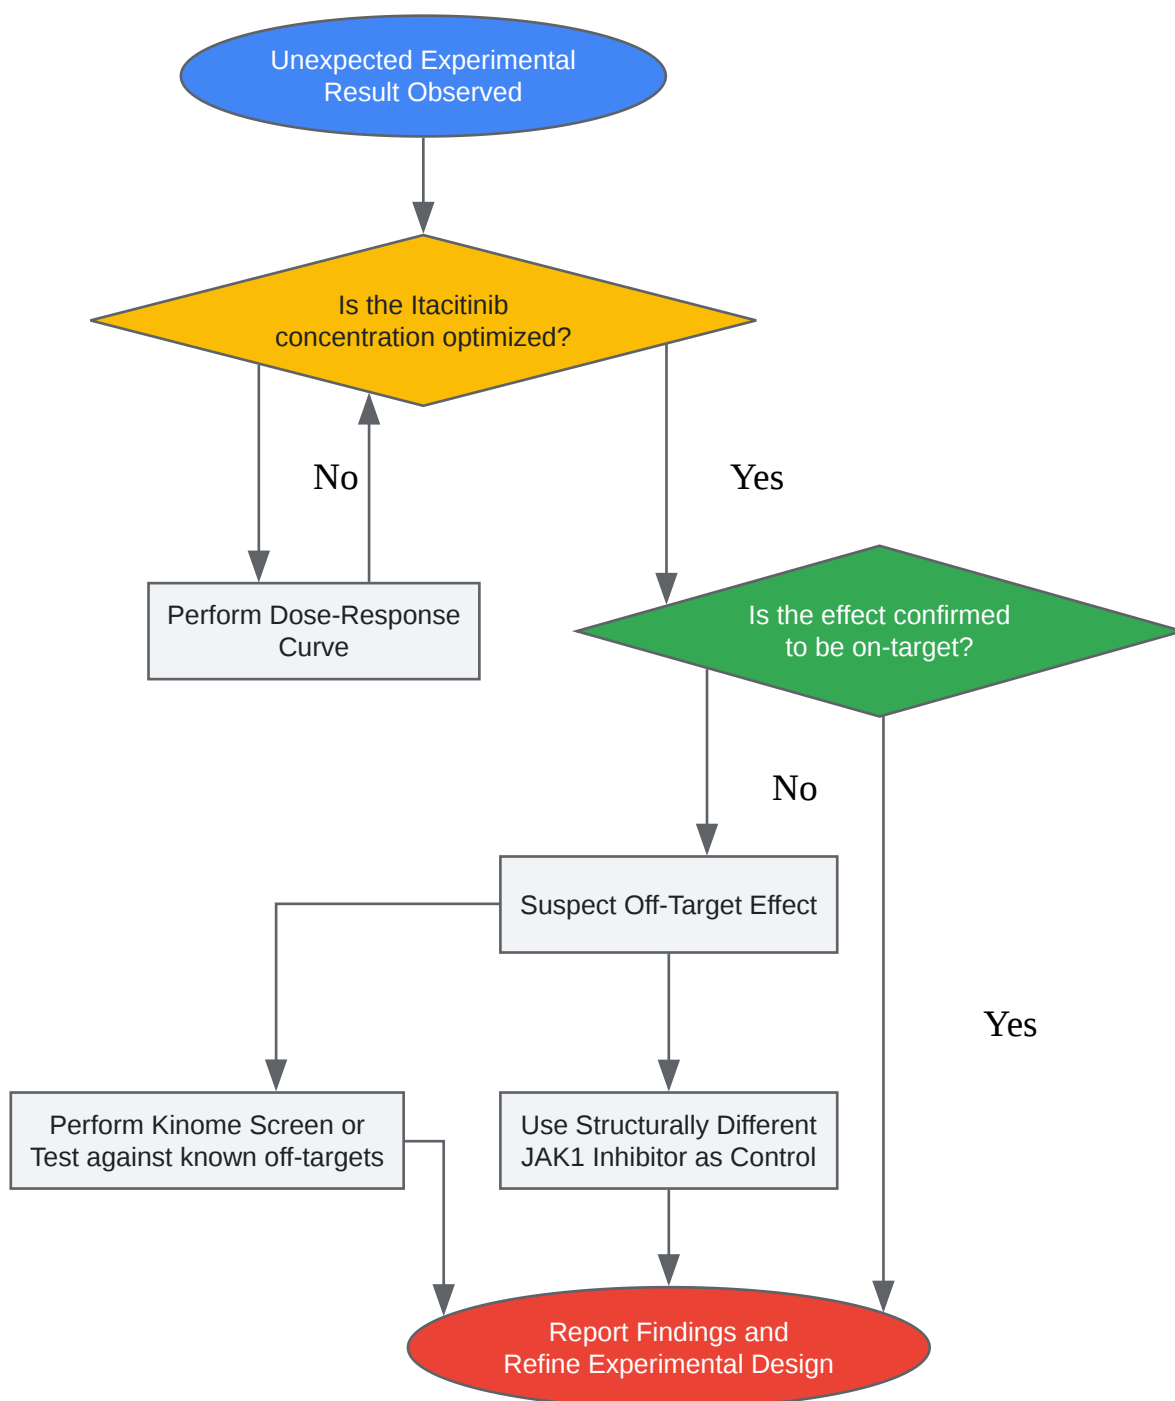 Unexpected Experimental
Result Observed
Is the Itacitinib
concentration optimized?
No
Yes
Perform Dose-Response
Curve
Is the effect confirmed
to be on-target?
No
Suspect Off-Target Effect
Yes
Perform Kinome Screen or
Test against known off-targets
Use Structurally Different
JAK1 Inhibitor as Control
Report Findings and
Refine Experimental Design